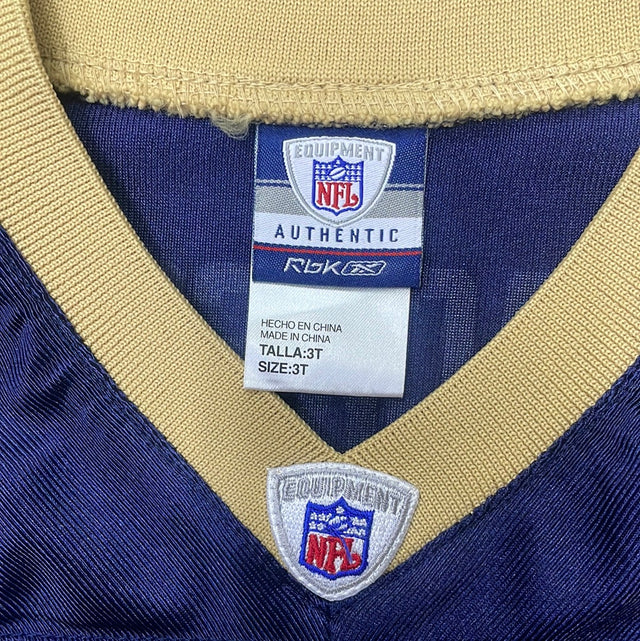 EQUIPMENT
NFL
AUTHENTIC
RBK
HECHO EN CHINA
MADE IN CHINA
TALLA:3T
SIZE:3T
EQUIPMENT
NFL